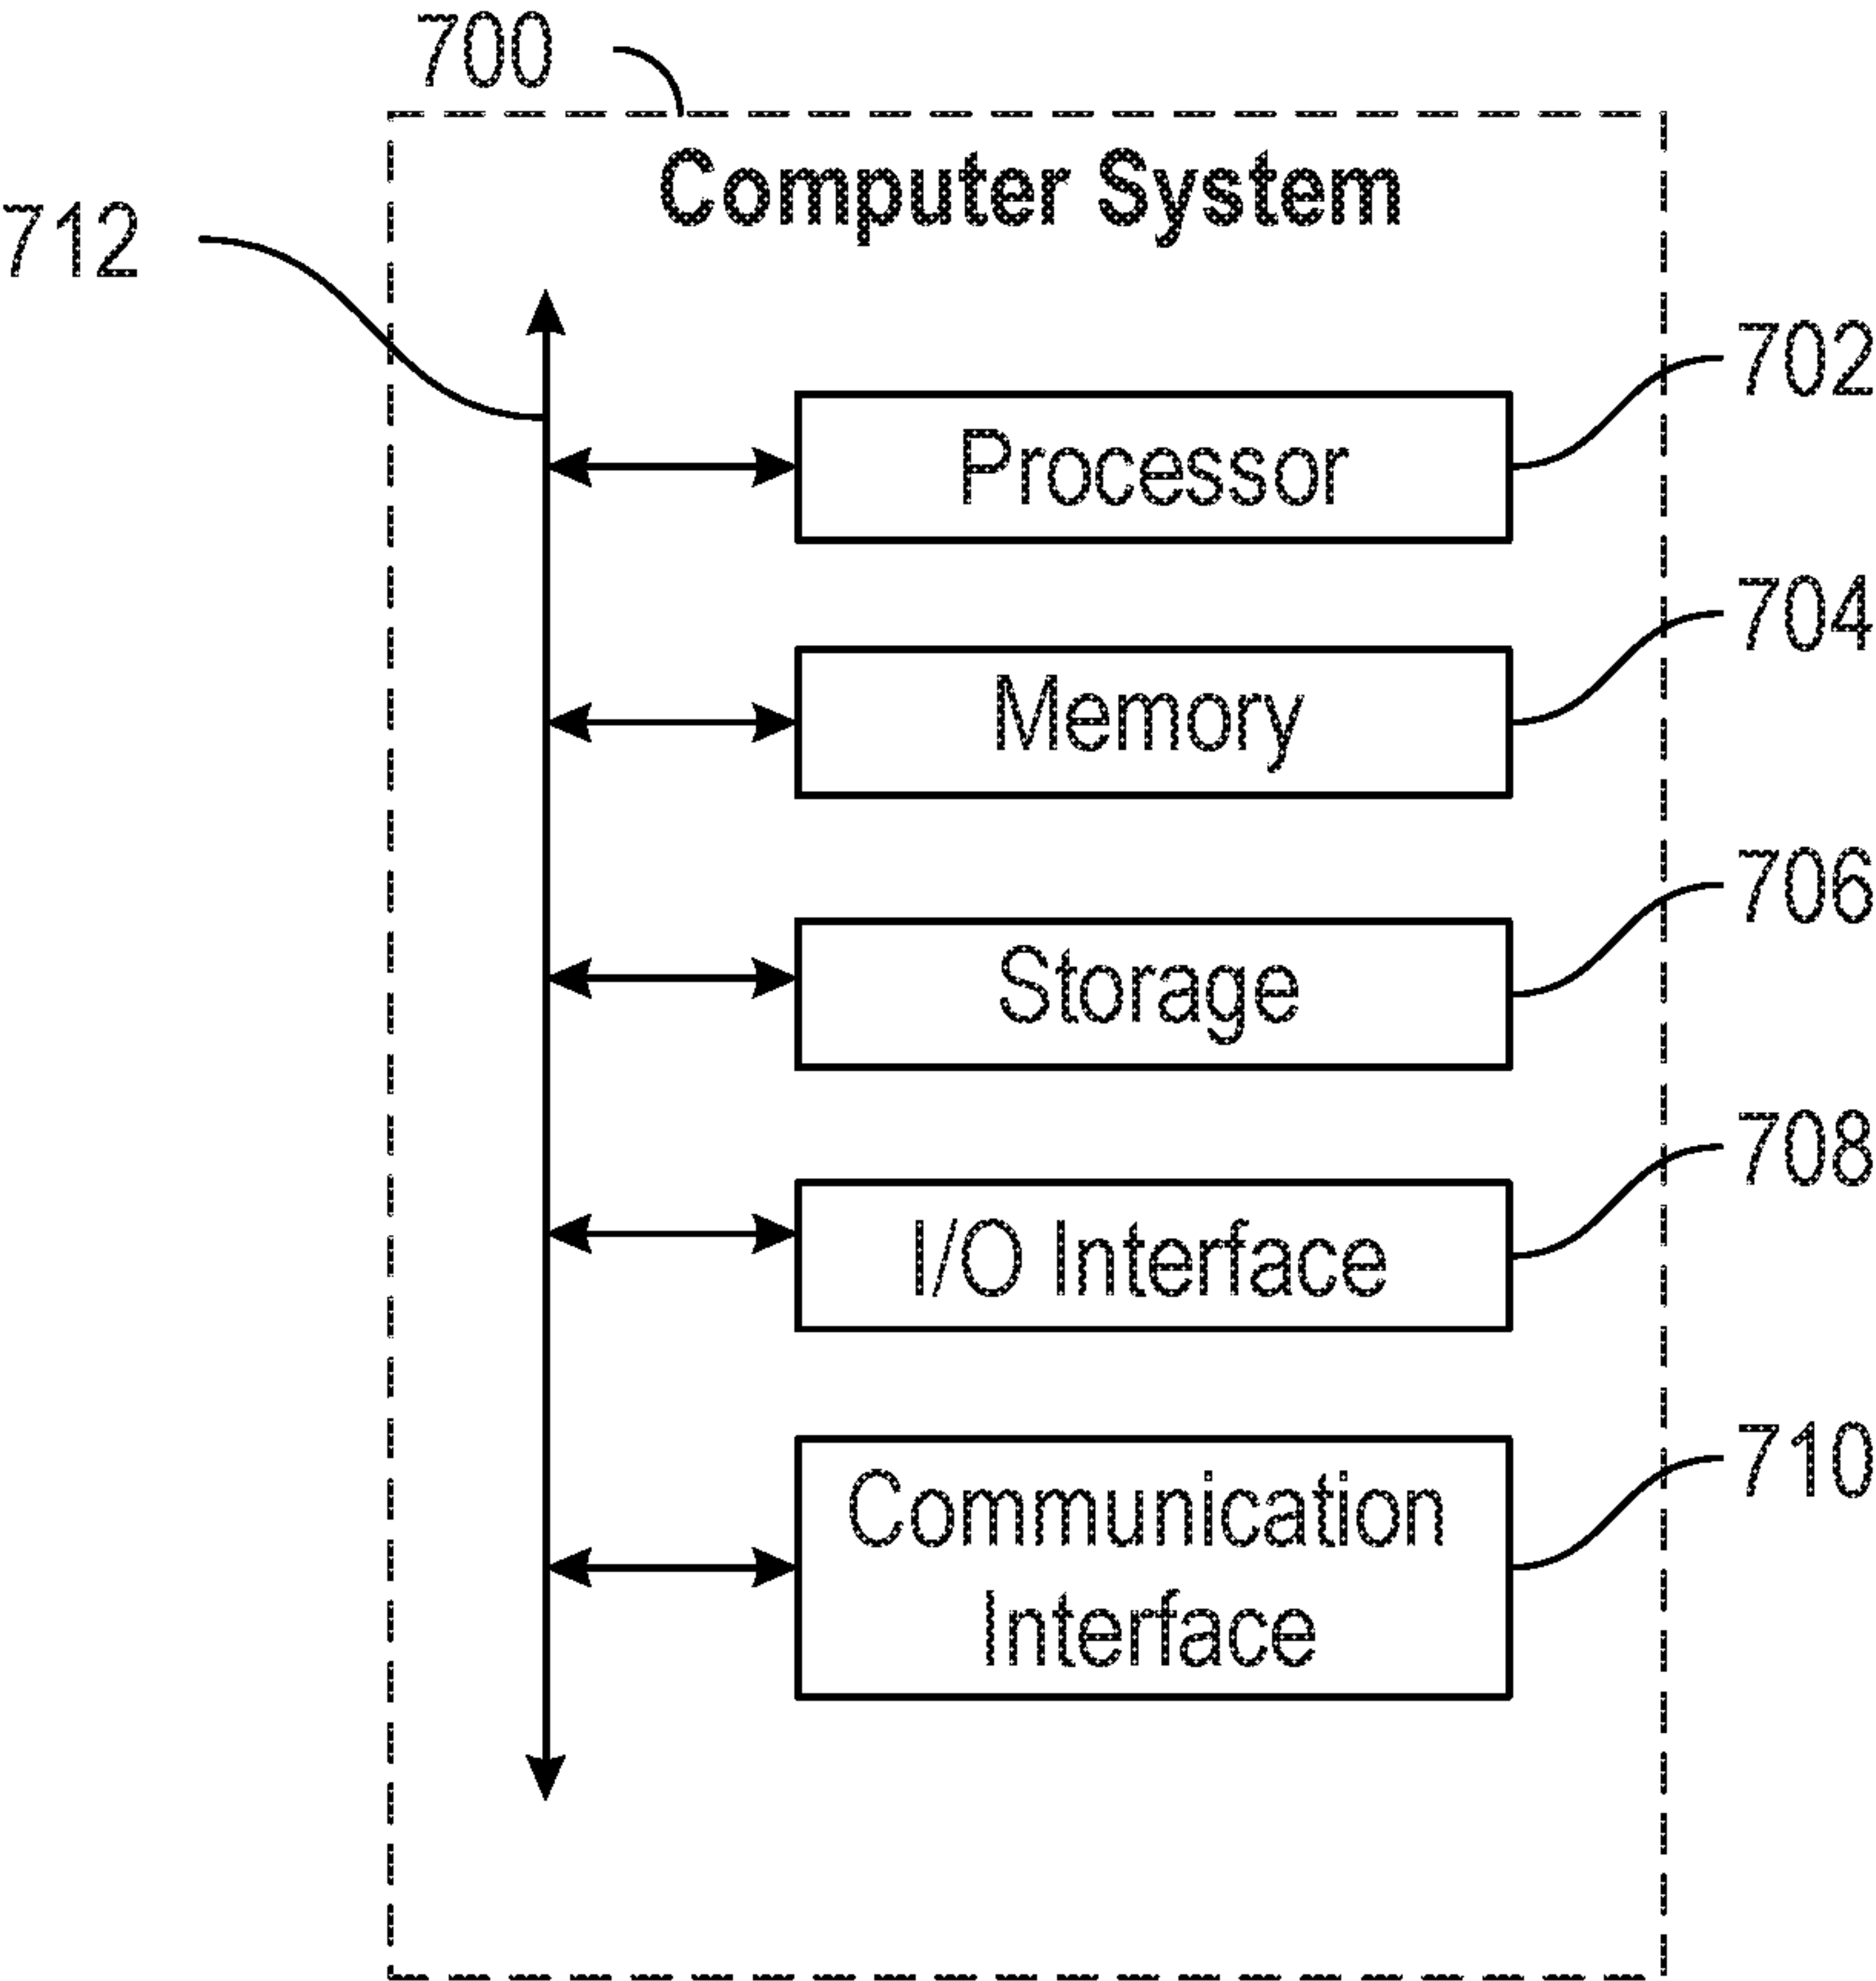 700
Computer System
712
702
Processor
704
Memory
706
Storage
708
I/O Interface
710
Communication
Interface